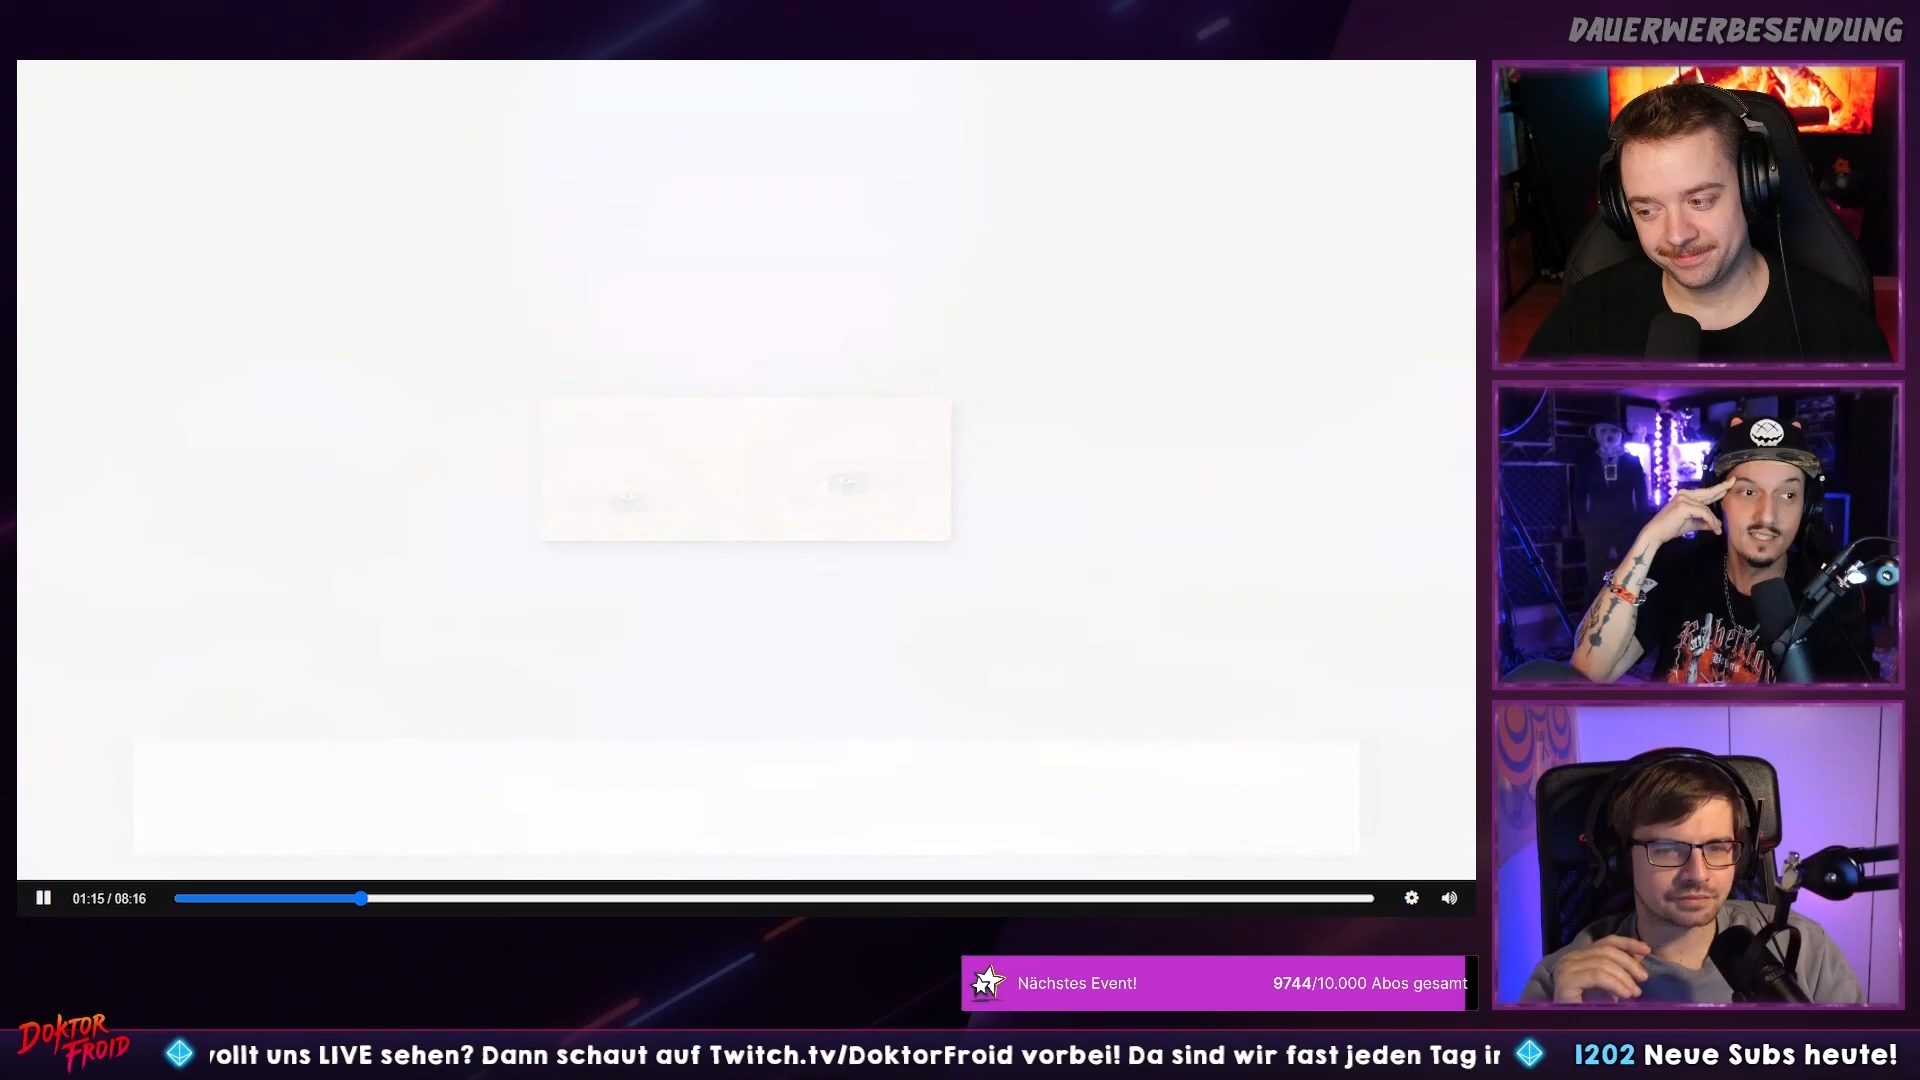 DAUERWERBESENDUNG
01:15 / 08:16
Nächstes Event!
9744/10.000 Abos gesamt
DOKTOR
FROID
uns LIVE sehen? Dann schaut auf Twitch.tv/DoktorFroid vorbei! Da sind wir fast jeden Tag
1202 Neue Subs heute!